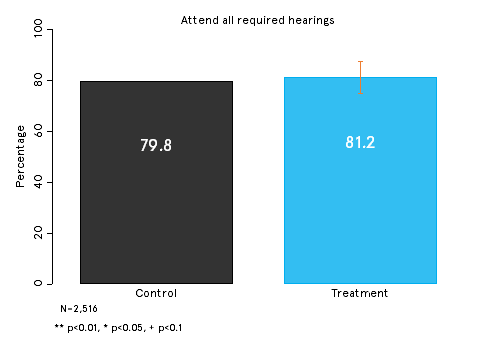 Attend all required hearings
100
80
60
40
20
0
Percentage
79.8
81.2
Control
Treatment
N=2,516
** p<0.01, * p<0.05, + p<0.1